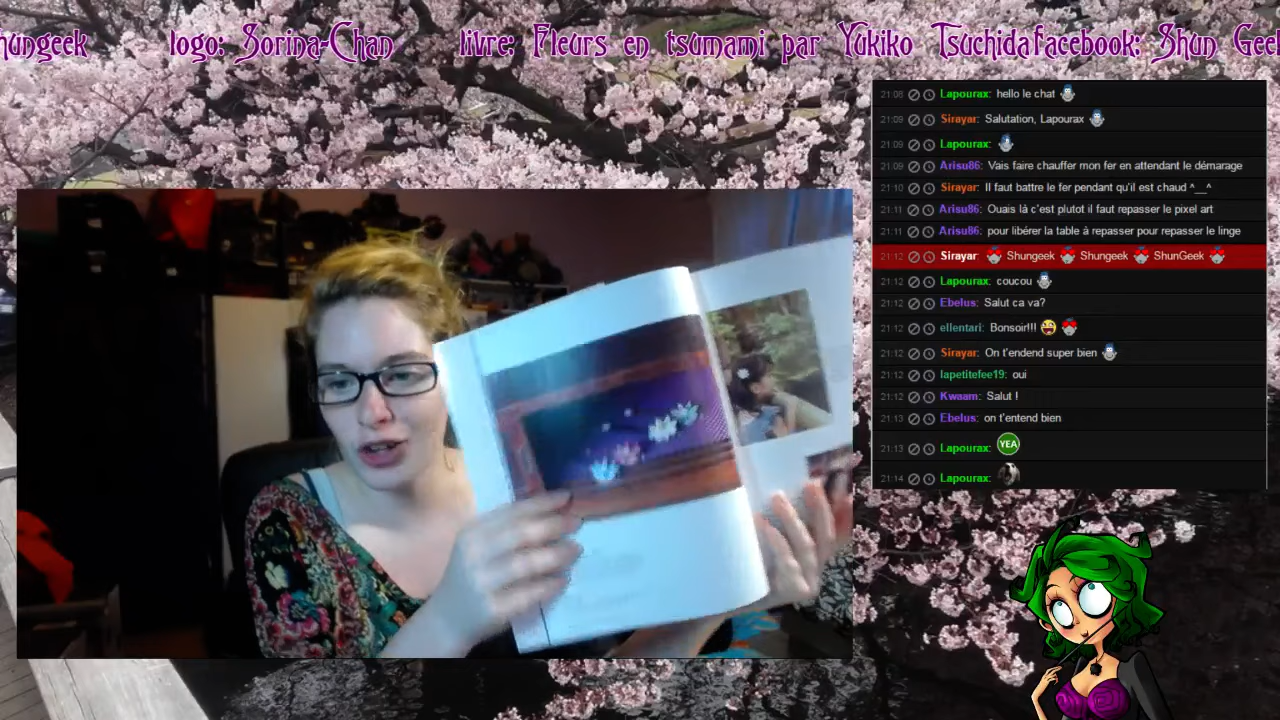 hungeek logo: Sorina-Chan livre: Fleurs en tsumami par Yukiko Tsuchida facebook: Shun Geek
21:08 Lapourax: hello le chat
21:09 Sirayar: Salutation, Lapourax
21:09 Lapourax:
21:09 Arisu86: Vais faire chauffer mon fer en attendant le démarage
21:10 Sirayar: Il faut battre le fer pendant qu'il est chaud ^__^
21:11 Arisu86: Ouais là c'est plutot il faut repasser le pixel art
21:11 Arisu86: pour libérer la table à repasser pour repasser le linge
21:12 Sirayar: Shungeek Shungeek ShunGeek
21:12 Lapourax: coucou
21:12 Ebelus: Salut ca va?
21:12 ellentari: Bonsoir!!!
21:12 Sirayar: On t'endend super bien
21:12 lapetitefee19: oui
21:12 Kwaam: Salut !
21:13 Ebelus: on t'entend bien
21:13 Lapourax: YEA
21:14 Lapourax: